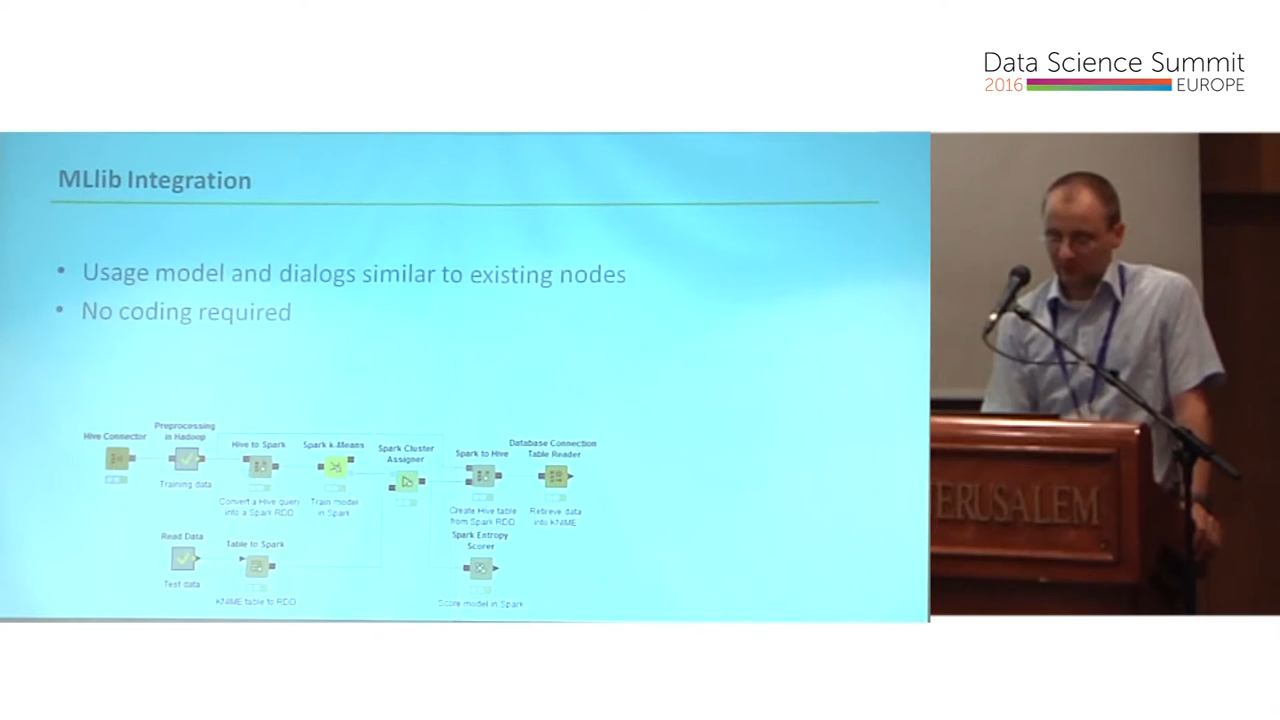 Data Science Summit
2016 EUROPE
MLlib Integration
• Usage model and dialogs similar to existing nodes
• No coding required
Hive Connector
Preprocessing
in Hadoop
Training data
Hive to Spark
Convert a Hive query
into a Spark RDD
Spark k-Means
Train model
in Spark
Spark Cluster
Assigner
Spark to Hive
Create Hive table
from Spark RDD
Database Connection
Table Reader
Retrieve data
into KNIME
Read Data
Test data
Table to Spark
KNIME table to RDD
Spark Entropy
Scorer
Score model in Spark
JERUSALEM